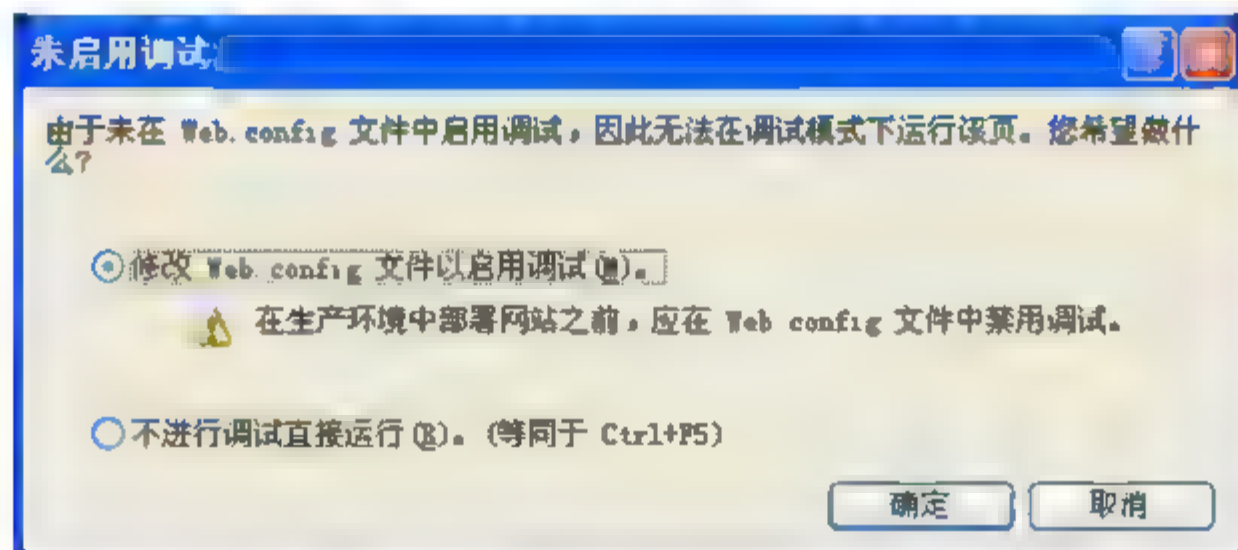 未启用调试
由于未在 Web.config 文件中启用调试，因此无法在调试模式下运行该页。您希望做什
么?
修改 Web.config 文件以启用调试(M)。
在生产环境中部署网站之前，应在 Web.config 文件中禁用调试。
不进行调试直接运行(R)。(等同于 Ctrl+F5)
确定
取消